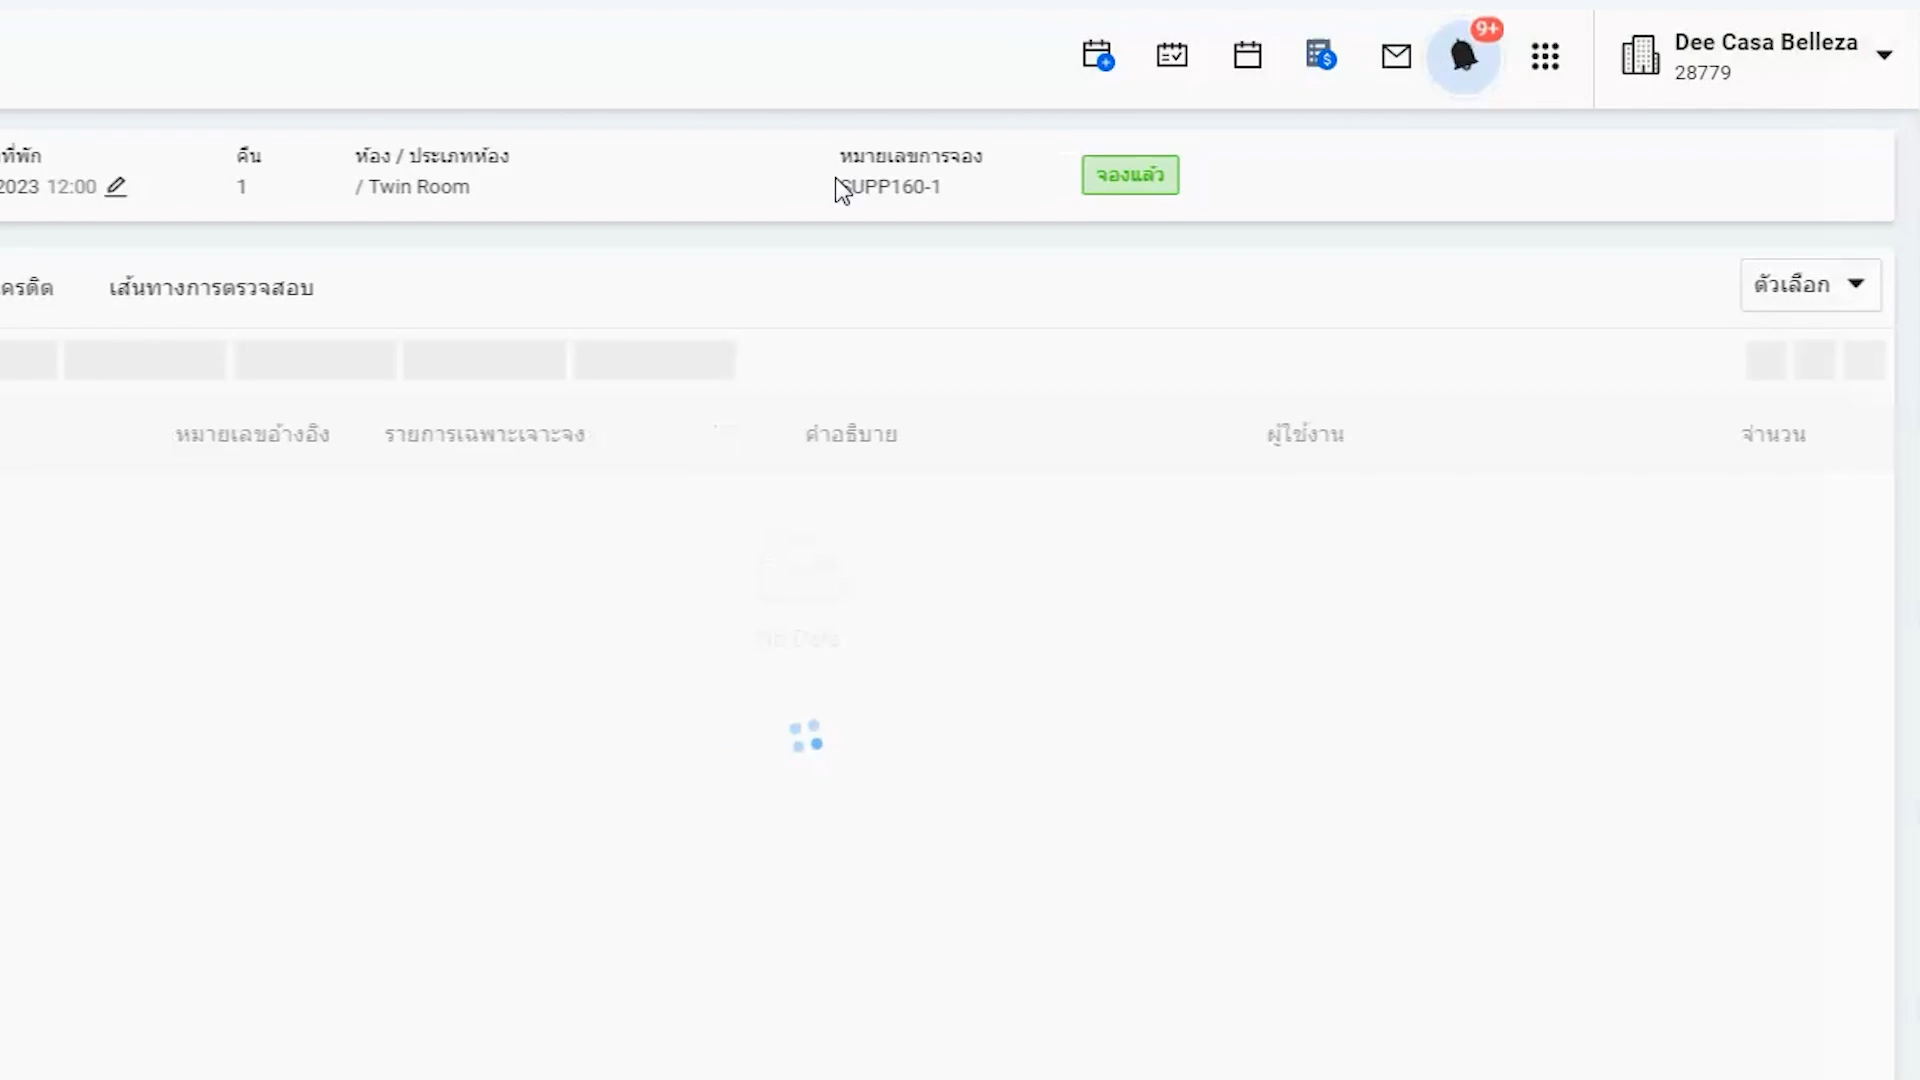 9+
Dee Casa Belleza
28779
ที่พัก
คืน
ห้อง / ประเภทห้อง
หมายเลขการจอง
จองแล้ว
2023 12:00
1
/ Twin Room
SUPP160-1
ครดิต
เส้นทางการตรวจสอบ
ตัวเลือก
หมายเลขอ้างอิง
รายการเฉพาะเจาะจง
คำอธิบาย
ผู้ใช้งาน
จำนวน
No Data